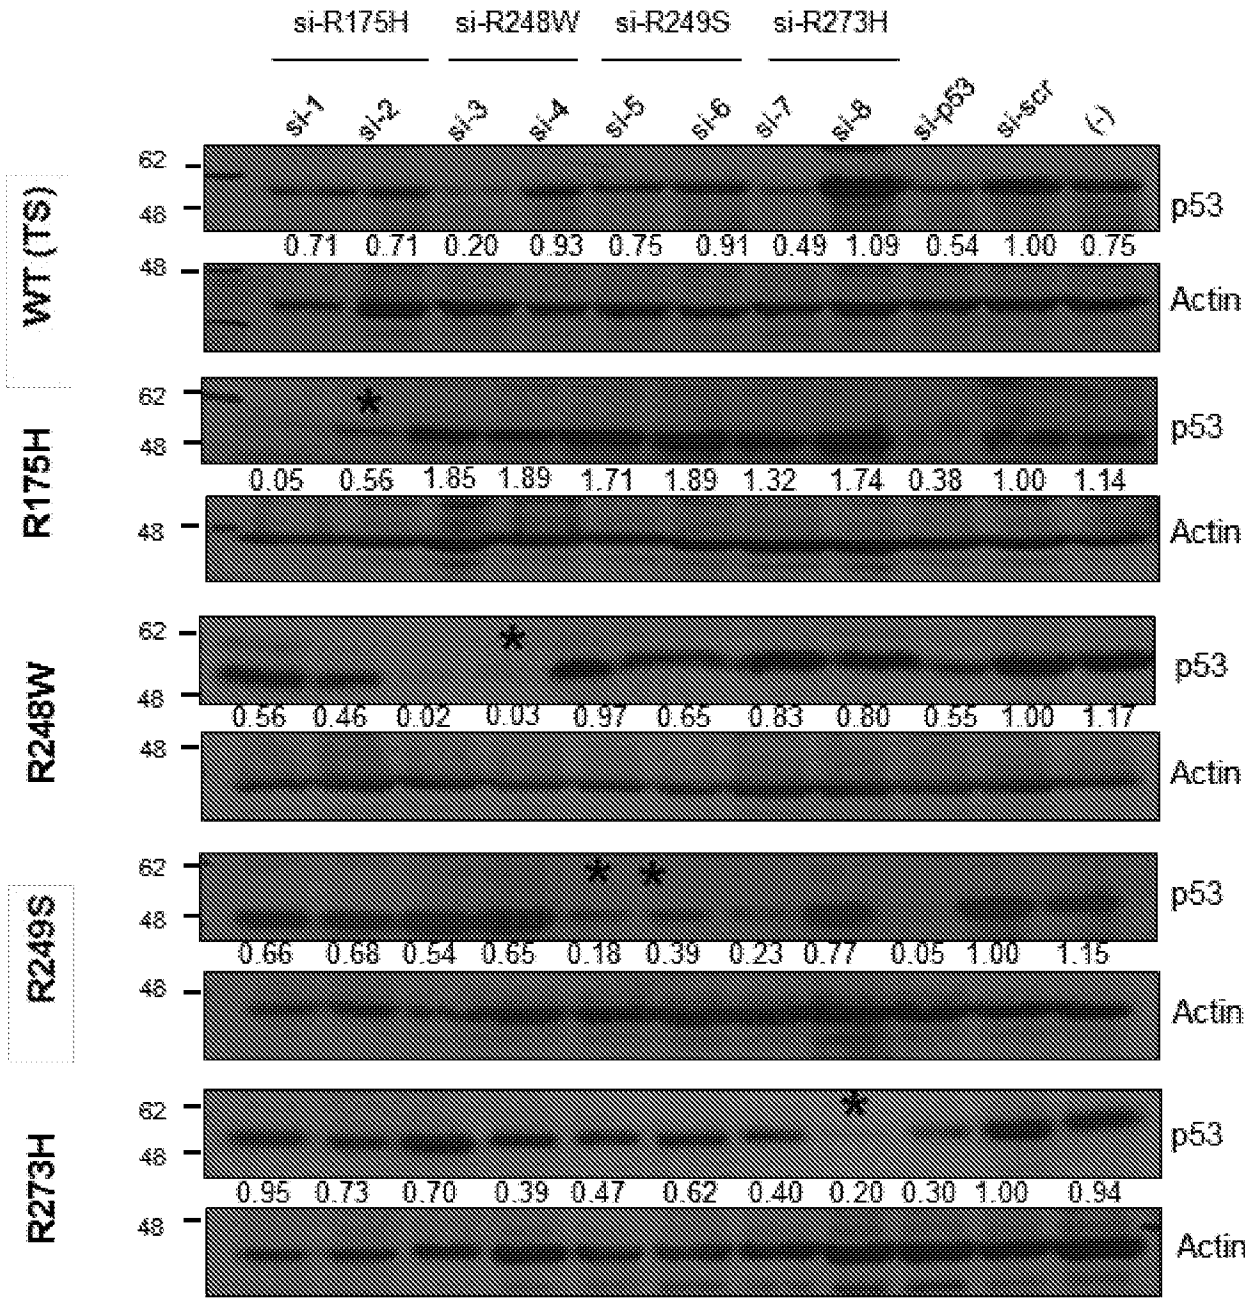 si-R175H si-R248W si-R249S si-R273H
si-1 si-2 si-3 si-4 si-5 si-6 si-7 si-8 si-p53 si-scr (-)
WT (TS)
62
48
p53
0.71 0.71 0.20 0.93 0.75 0.91 0.49 1.09 0.54 1.00 0.75
48
Actin
R175H
62
*
48
p53
0.05 0.56 1.85 1.89 1.71 1.89 1.32 1.74 0.38 1.00 1.14
48
Actin
R248W
62
*
48
p53
0.56 0.46 0.02 0.03 0.97 0.65 0.83 0.80 0.55 1.00 1.17
48
Actin
R249S
62
* *
48
p53
0.66 0.68 0.54 0.65 0.18 0.39 0.23 0.77 0.05 1.00 1.15
48
Actin
R273H
62
*
48
p53
0.95 0.73 0.70 0.39 0.47 0.62 0.40 0.20 0.30 1.00 0.94
48
Actin